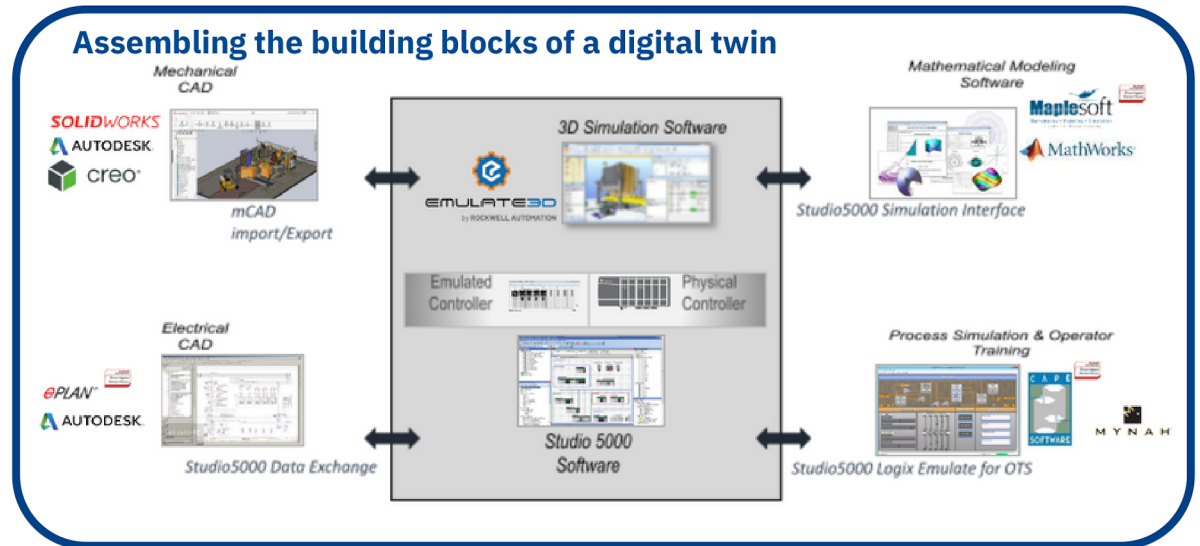 Assembling the building blocks of a digital twin
Mechanical
CAD
SOLIDWORKS
AUTODESK
creo
mCAD
import/Export
3D Simulation Software
EMULATE3D
by ROCKWELL AUTOMATION
Mathematical Modeling
Software
Maplesoft
MathWorks
Studio5000 Simulation Interface
Emulated
Controller
Physical
Controller
Electrical
CAD
ePLAN
AUTODESK
Studio5000 Data Exchange
Studio 5000
Software
Process Simulation & Operator
Training
CAPE
SOFTWARE
MYNAH
Studio5000 Logix Emulate for OTS